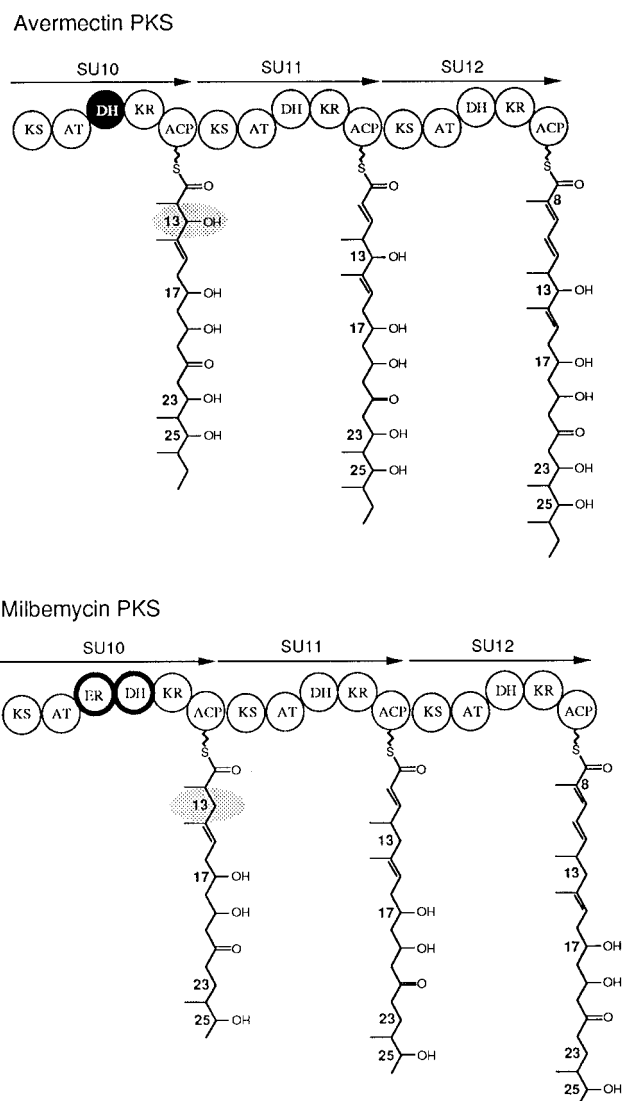 Avermectin PKS
SU10 SU11 SU12
KS AT DH KR ACP KS AT DH KR ACP KS AT DH KR ACP
S S S
O O 8 O
13 OH
13 OH
13 OH
17 OH
17 OH
OH
OH
17 OH
O
OH
O
23 OH
23 OH
O
25 OH
25 OH
23 OH
25 OH
Milbemycin PKS
SU10 SU11 SU12
KS AT ER DH KR ACP KS AT DH KR ACP KS AT DH KR ACP
S S S
O O 8 O
13
13
13
17 OH
17 OH
OH
OH
17 OH
O
OH
O
23
23
O
25 OH
25 OH
23
25 OH